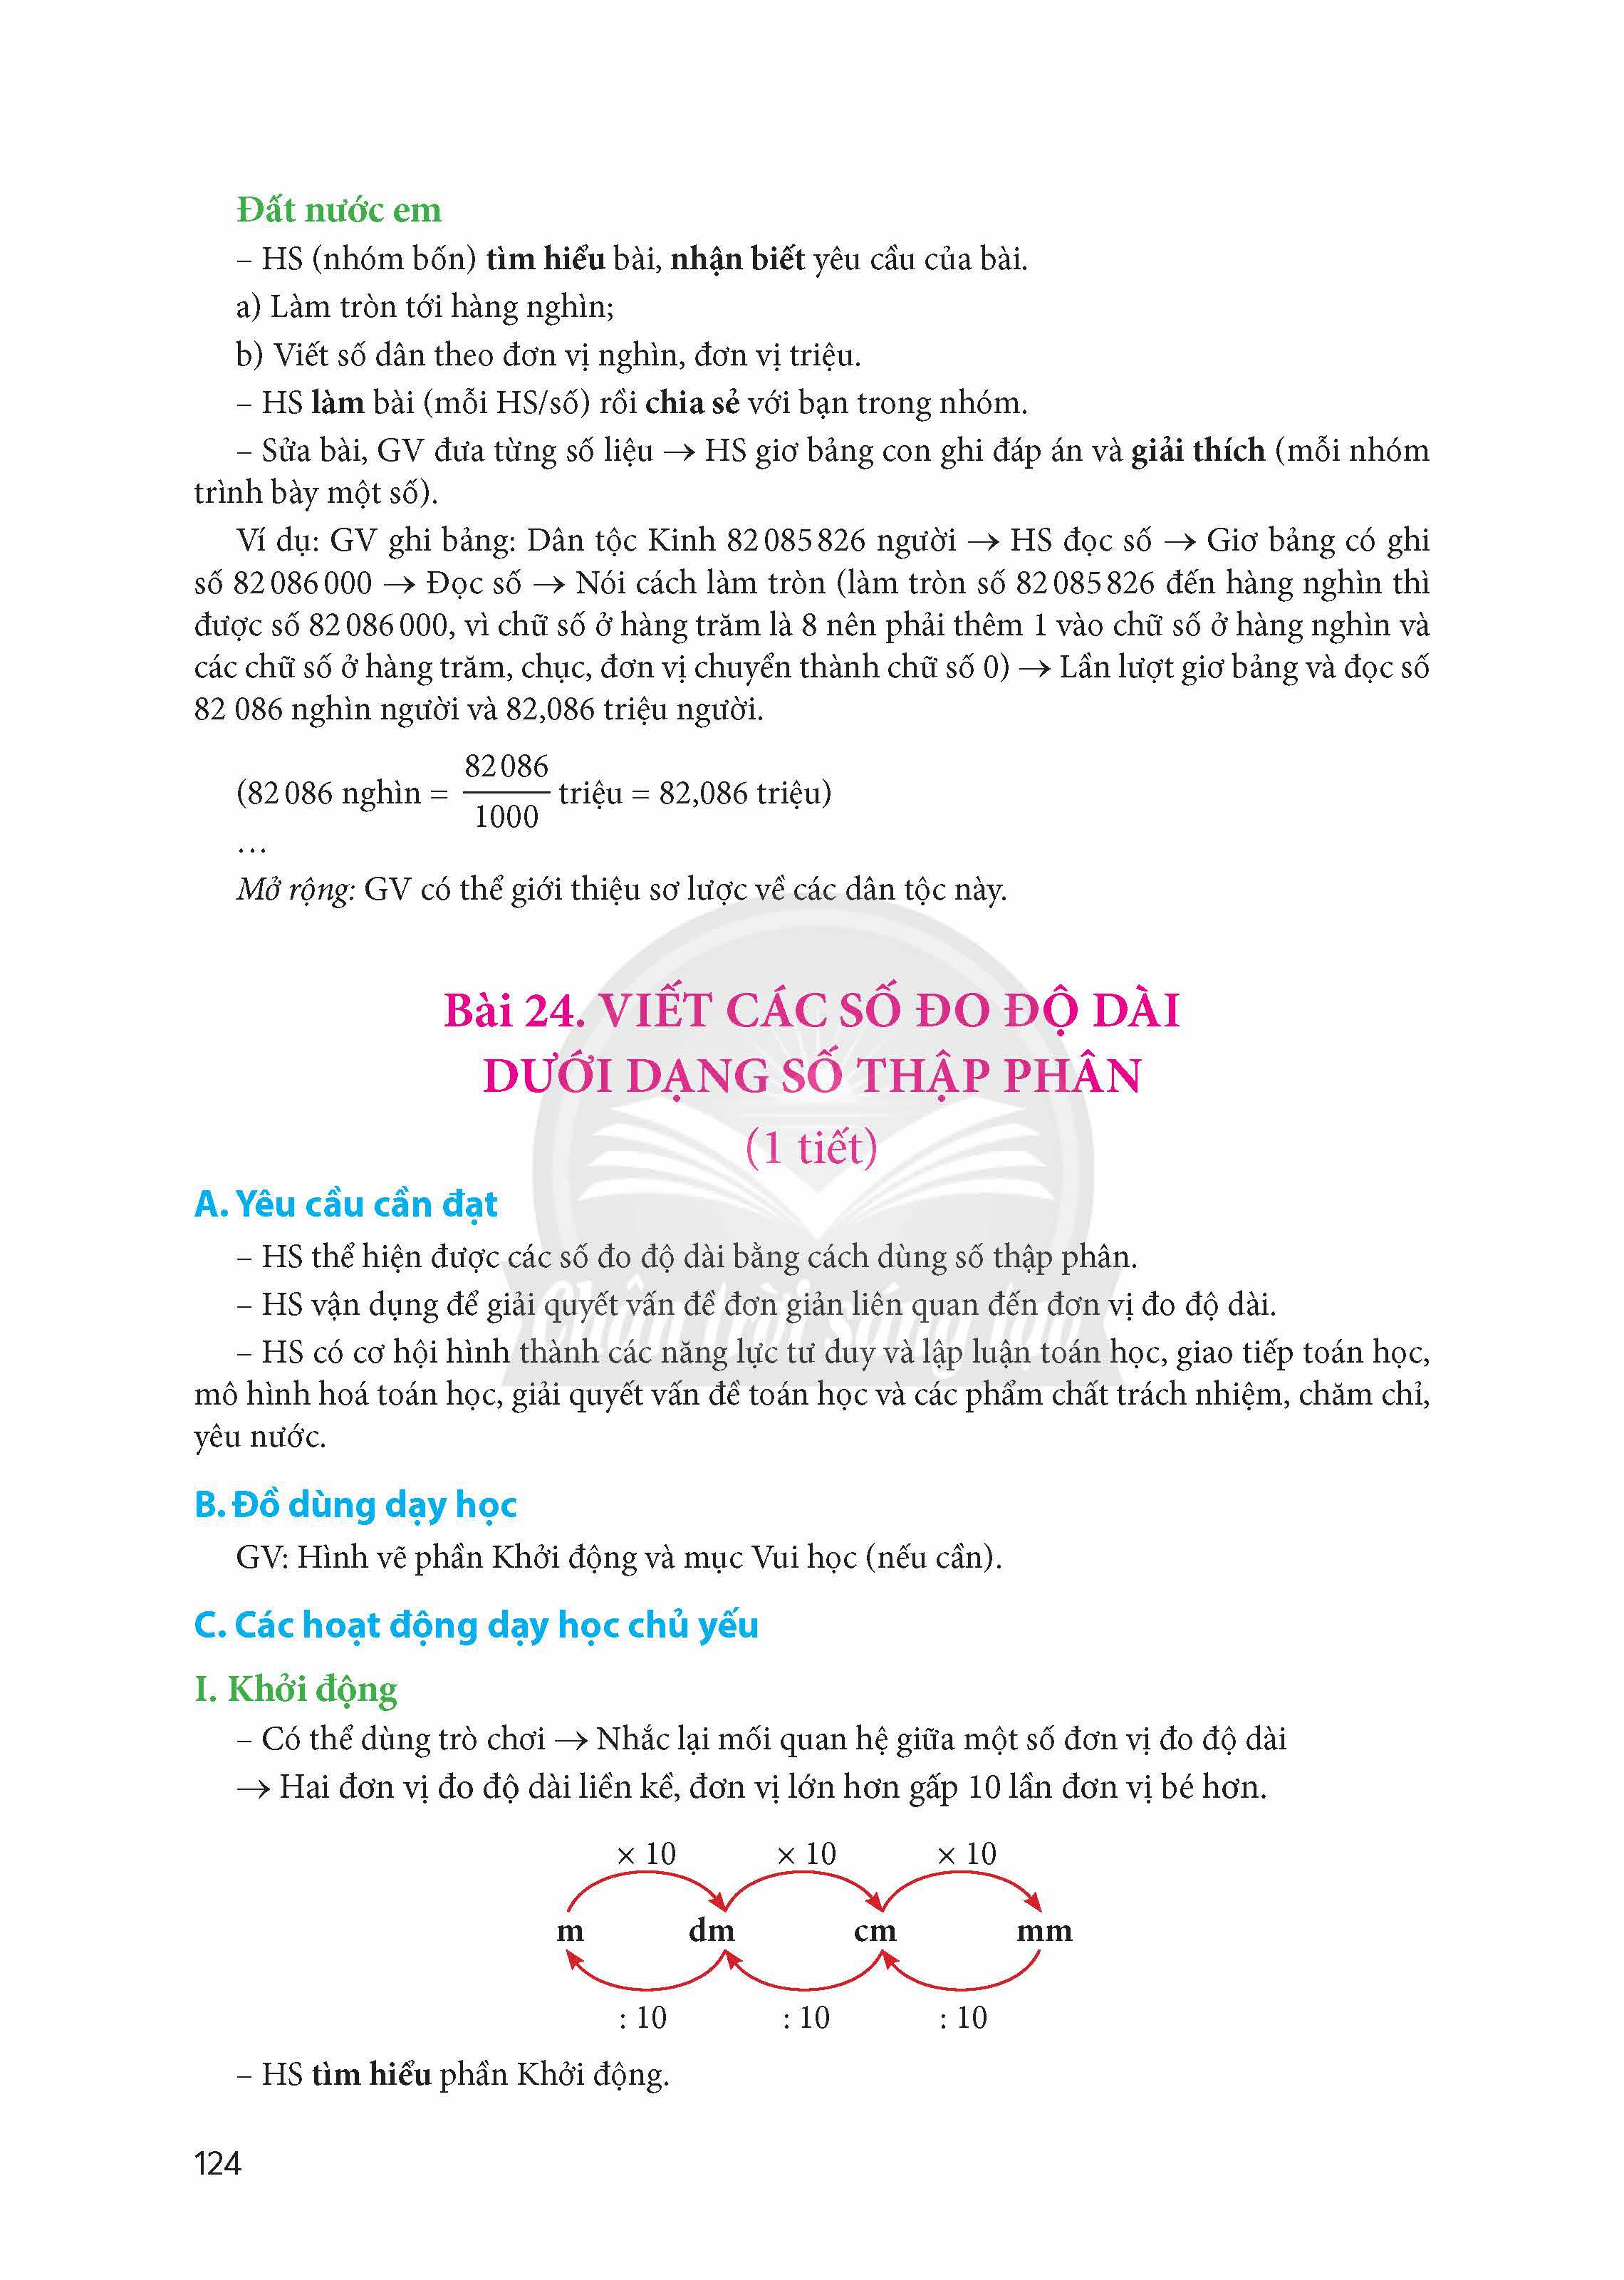 Đất nước em
– HS (nhóm bốn) tìm hiểu bài, nhận biết yêu cầu của bài.
a) Làm tròn tới hàng nghìn;
b) Viết số dân theo đơn vị nghìn, đơn vị triệu.
– HS làm bài (mỗi HS/số) rồi chia sẻ với bạn trong nhóm.
– Sửa bài, GV đưa từng số liệu → HS giơ bảng con ghi đáp án và giải thích (mỗi nhóm
trình bày một số).
Ví dụ: GV ghi bảng: Dân tộc Kinh 82 085 826 người → HS đọc số → Giơ bảng có ghi
số 82 086 000 → Đọc số → Nói cách làm tròn (làm tròn số 82 085 826 đến hàng nghìn thì
được số 82 086 000, vì chữ số ở hàng trăm là 8 nên phải thêm 1 vào chữ số ở hàng nghìn và
các chữ số ở hàng trăm, chục, đơn vị chuyển thành chữ số 0) → Lần lượt giơ bảng và đọc số
82 086 nghìn người và 82,086 triệu người.
(82 086 nghìn = 82 086/1000 triệu = 82,086 triệu)
…
Mở rộng: GV có thể giới thiệu sơ lược về các dân tộc này.
Bài 24. VIẾT CÁC SỐ ĐO ĐỘ DÀI
DƯỚI DẠNG SỐ THẬP PHÂN
(1 tiết)
A. Yêu cầu cần đạt
– HS thể hiện được các số đo độ dài bằng cách dùng số thập phân.
– HS vận dụng để giải quyết vấn đề đơn giản liên quan đến đơn vị đo độ dài.
– HS có cơ hội hình thành các năng lực tư duy và lập luận toán học, giao tiếp toán học,
mô hình hoá toán học, giải quyết vấn đề toán học và các phẩm chất trách nhiệm, chăm chỉ,
yêu nước.
Chân trời sáng tạo
B. Đồ dùng dạy học
GV: Hình vẽ phần Khởi động và mục Vui học (nếu cần).
C. Các hoạt động dạy học chủ yếu
I. Khởi động
– Có thể dùng trò chơi → Nhắc lại mối quan hệ giữa một số đơn vị đo độ dài
→ Hai đơn vị đo độ dài liền kề, đơn vị lớn hơn gấp 10 lần đơn vị bé hơn.
× 10 × 10 × 10
m dm cm mm
: 10 : 10 : 10
– HS tìm hiểu phần Khởi động.
124